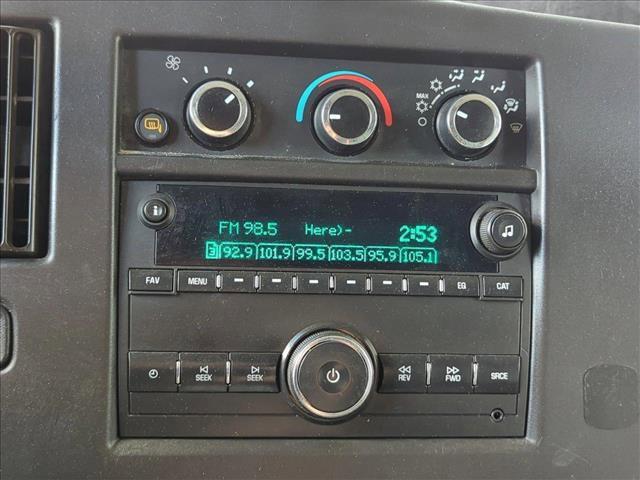 MAX
FM 98.5 Here)- 2:53
3 92.9 101.9 99.5 103.5 95.9 105.1
FAV MENU EQ CAT
SEEK SEEK REV FWD SRCE